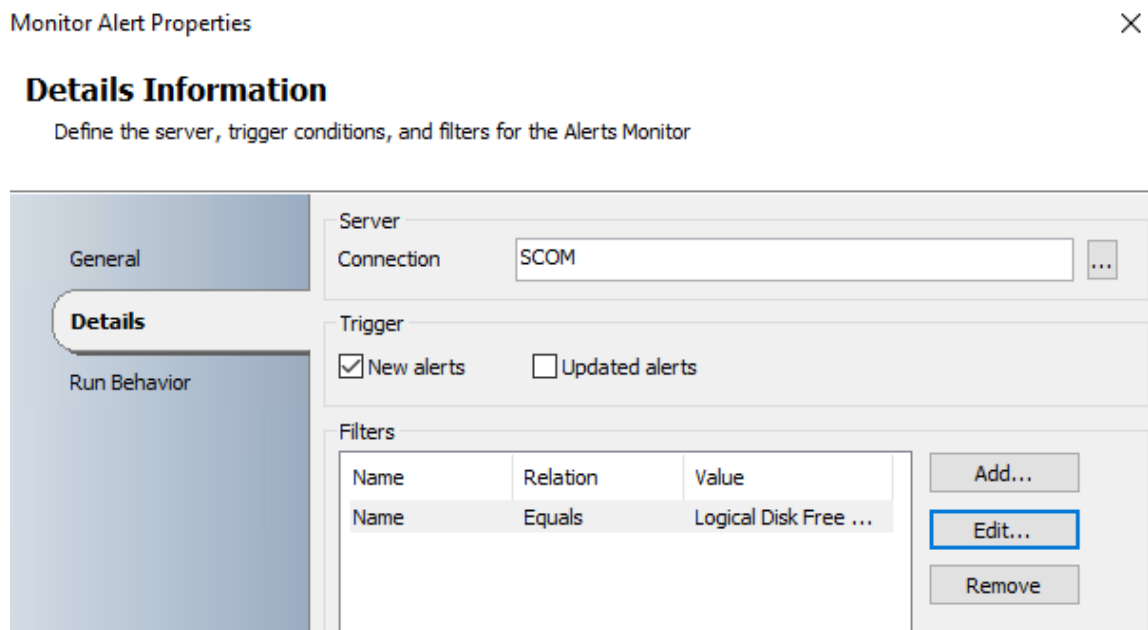 Monitor Alert Properties
Details Information
Define the server, trigger conditions, and filters for the Alerts Monitor
General
Details
Run Behavior
Server
Connection SCOM ...
Trigger
New alerts Updated alerts
Filters
Name Relation Value
Name Equals Logical Disk Free ...
Add...
Edit...
Remove